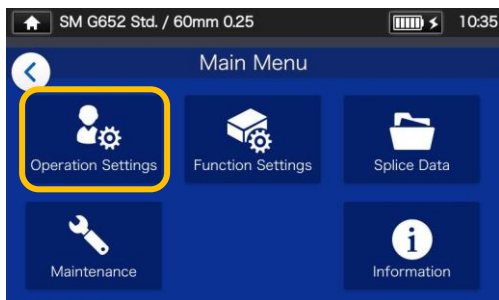 SM G652 Std. / 60mm 0.25 10:35
Main Menu
Operation Settings Function Settings Splice Data
Maintenance Information